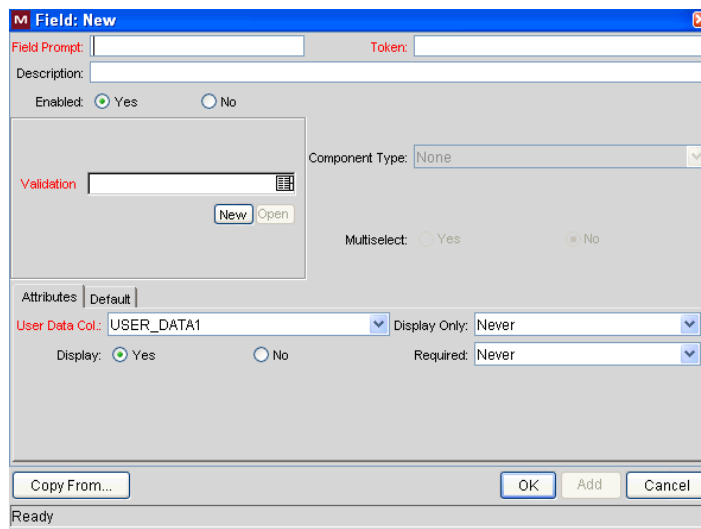 M Field: New
Field Prompt: Token:
Description:
Enabled: Yes No
Component Type: None
Validation
New Open
Multiselect: Yes No
Attributes Default
User Data Col.: USER_DATA1 Display Only: Never
Display: Yes No Required: Never
Copy From... OK Add Cancel
Ready